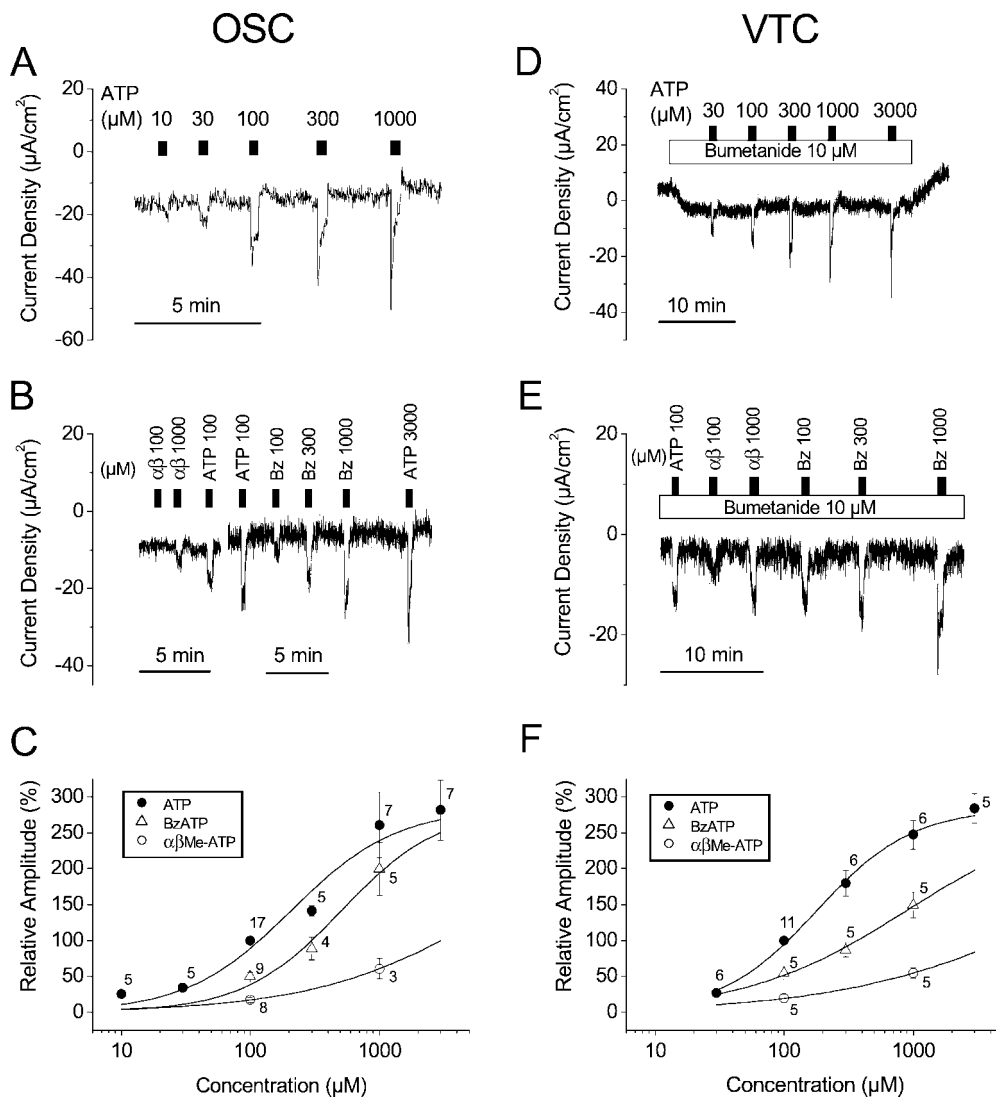 OSC
VTC
A
ATP
(µM)
10 30 100 300 1000
20
0
-20
-40
-60
Current Density (µA/cm²)
5 min
D
ATP
(µM)
30 100 300 1000 3000
Bumetanide 10 µM
40
20
0
-20
-40
Current Density (µA/cm²)
10 min
B
(µM)
αβ 100
αβ 1000
ATP 100
ATP 100
Bz 100
Bz 300
Bz 1000
ATP 3000
20
0
-20
-40
Current Density (µA/cm²)
5 min
5 min
E
(µM)
ATP 100
αβ 100
αβ 1000
Bz 100
Bz 300
Bz 1000
Bumetanide 10 µM
20
0
-20
Current Density (µA/cm²)
10 min
C
ATP
BzATP
αβMe-ATP
300
250
200
150
100
50
0
Relative Amplitude (%)
5
5
17
5
7
7
9
4
5
8
3
10 100 1000
Concentration (µM)
F
ATP
BzATP
αβMe-ATP
300
250
200
150
100
50
0
Relative Amplitude (%)
6
11
6
6
5
5
5
5
5
5
10 100 1000
Concentration (µM)